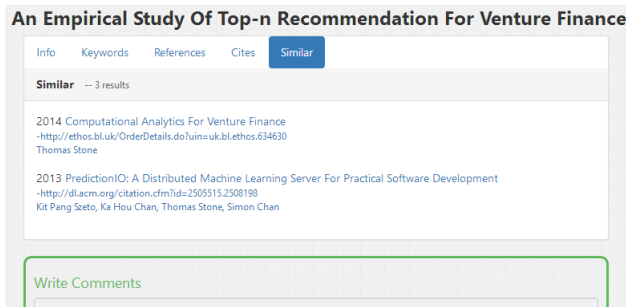 An Empirical Study Of Top-n Recommendation For Venture Finance
Info Keywords References Cites Similar
Similar -- 3 results
2014 Computational Analytics For Venture Finance
-http://ethos.bl.uk/OrderDetails.do?uin=uk.bl.ethos.634630
Thomas Stone
2013 PredictionIO: A Distributed Machine Learning Server For Practical Software Development
-http://dl.acm.org/citation.cfm?id=2505515.2508198
Kit Pang Szeto, Ka Hou Chan, Thomas Stone, Simon Chan
Write Comments